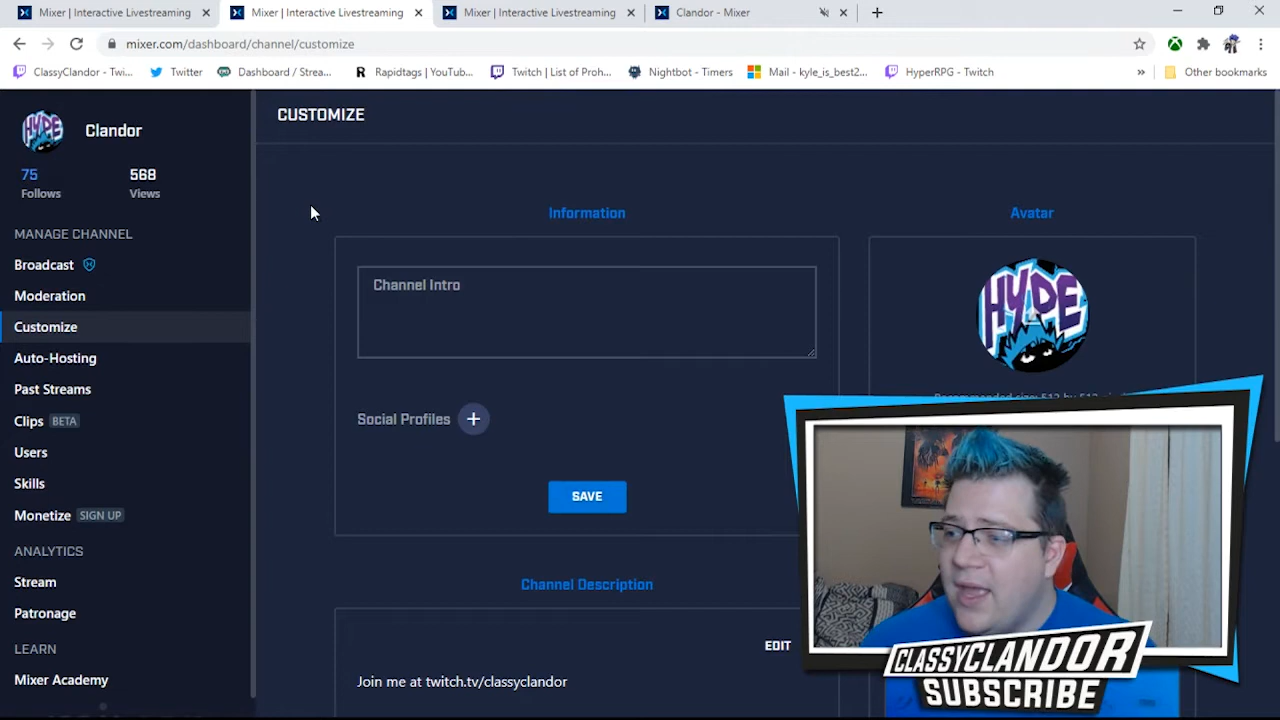 Mixer | Interactive Livestreaming
Mixer | Interactive Livestreaming
Mixer | Interactive Livestreaming
Clandor - Mixer
mixer.com/dashboard/channel/customize
ClassyClandor - Twi...
Twitter
Dashboard / Strea...
Rapidtags | YouTub...
Twitch | List of Proh...
Nightbot - Timers
Mail - kyle_is_best2...
HyperRPG - Twitch
»
Other bookmarks
HYPE
Clandor
75
Follows
568
Views
MANAGE CHANNEL
Broadcast
Moderation
Customize
Auto-Hosting
Past Streams
Clips BETA
Users
Skills
Monetize SIGN UP
ANALYTICS
Stream
Patronage
LEARN
Mixer Academy
CUSTOMIZE
Information
Channel Intro
Social Profiles +
SAVE
Channel Description
EDIT
Join me at twitch.tv/classyclandor
Avatar
HYPE
CLASSYCLANDOR
SUBSCRIBE